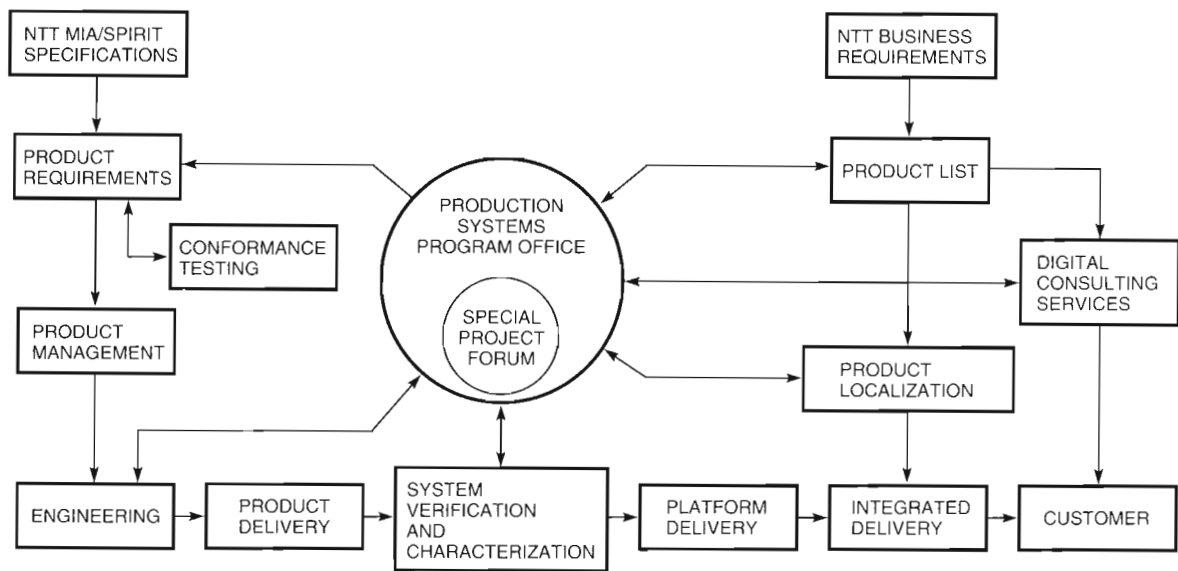 NTT MIA/SPIRIT
SPECIFICATIONS
NTT BUSINESS
REQUIREMENTS
PRODUCT
REQUIREMENTS
PRODUCT LIST
PRODUCTION
SYSTEMS
PROGRAM OFFICE
CONFORMANCE
TESTING
DIGITAL
CONSULTING
SERVICES
SPECIAL
PROJECT
FORUM
PRODUCT
MANAGEMENT
PRODUCT
LOCALIZATION
ENGINEERING
PRODUCT
DELIVERY
SYSTEM
VERIFICATION
AND
CHARACTERIZATION
PLATFORM
DELIVERY
INTEGRATED
DELIVERY
CUSTOMER